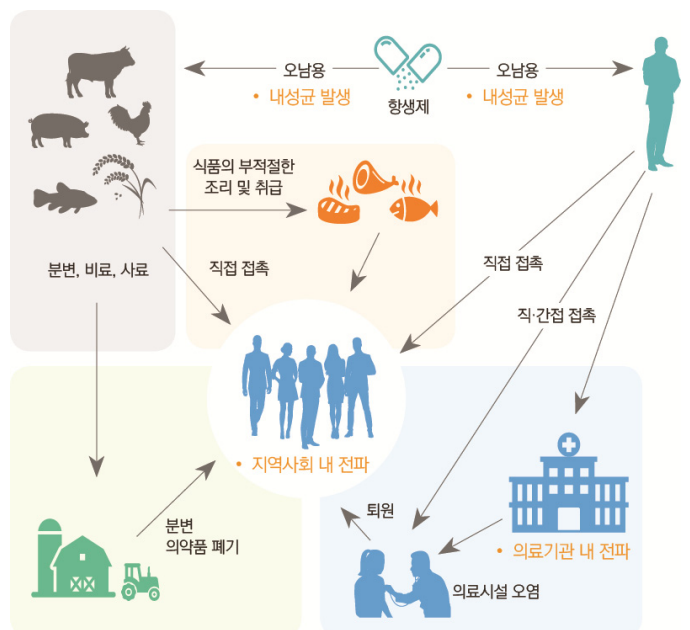 오남용
• 내성균 발생
항생제
오남용
• 내성균 발생
식품의 부적절한
조리 및 취급
분변, 비료, 사료
직접 접촉
직접 접촉
직·간접 접촉
• 지역사회 내 전파
분변
의약품 폐기
퇴원
• 의료기관 내 전파
의료시설 오염